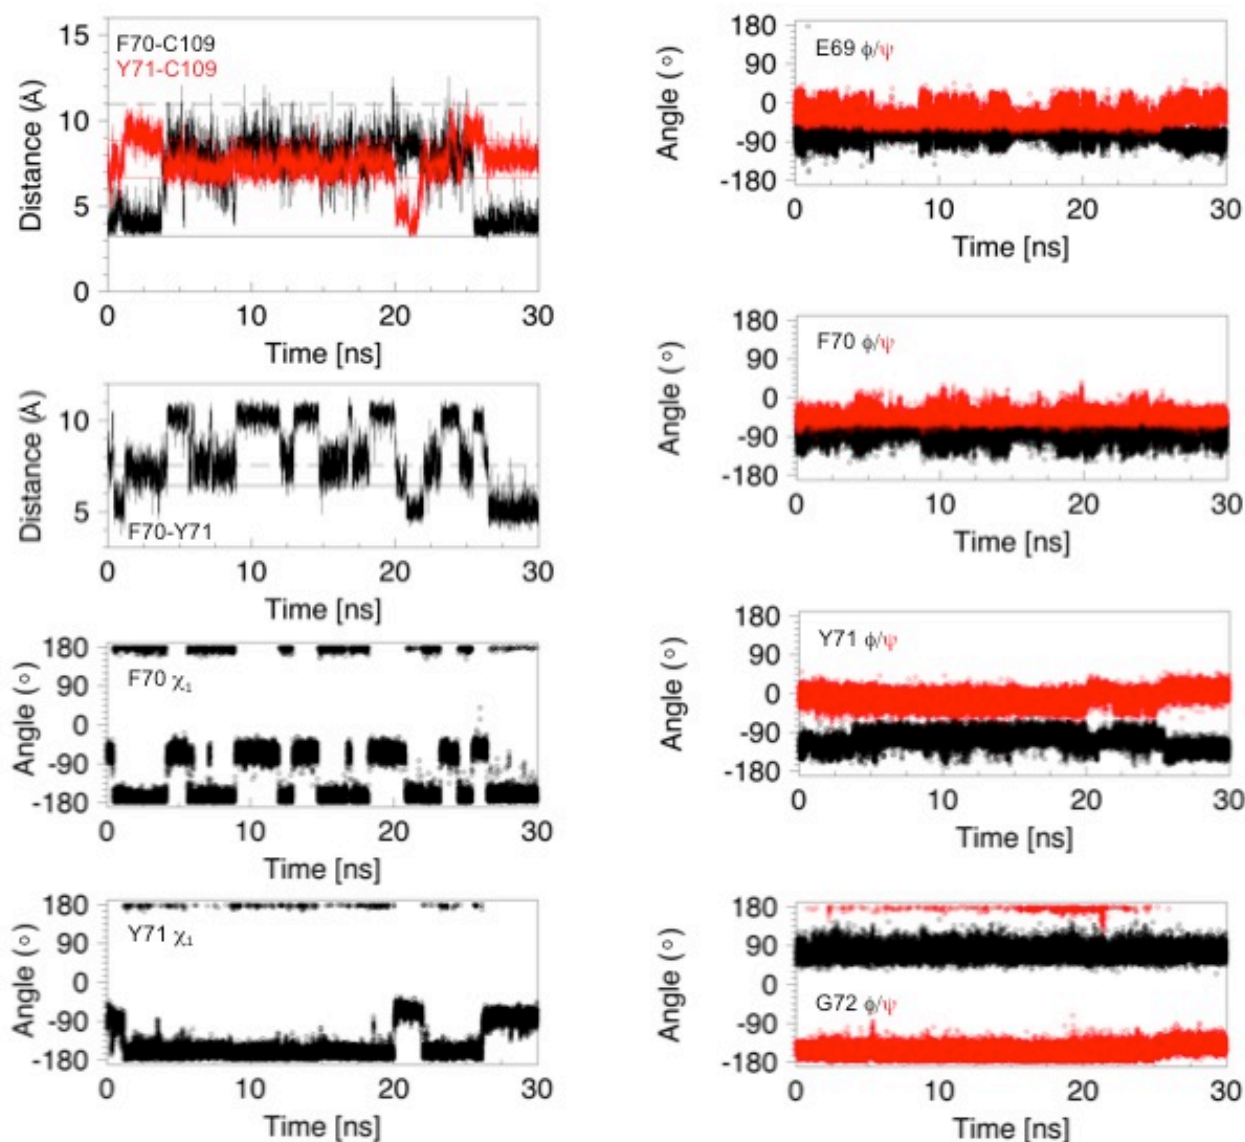 15
10
5
0
Distance (Å)
F70-C109
Y71-C109
0 10 20 30
Time [ns]
10
5
Distance (Å)
F70-Y71
0 10 20 30
Time [ns]
180
90
0
-90
-180
Angle (°)
F70 χ₁
0 10 20 30
Time [ns]
180
90
0
-90
-180
Angle (°)
Y71 χ₁
0 10 20 30
Time [ns]
180
90
0
-90
-180
Angle (°)
E69 ϕ/ψ
0 10 20 30
Time [ns]
180
90
0
-90
-180
Angle (°)
F70 ϕ/ψ
0 10 20 30
Time [ns]
180
90
0
-90
-180
Angle (°)
Y71 ϕ/ψ
0 10 20 30
Time [ns]
180
90
0
-90
-180
Angle (°)
G72 ϕ/ψ
0 10 20 30
Time [ns]